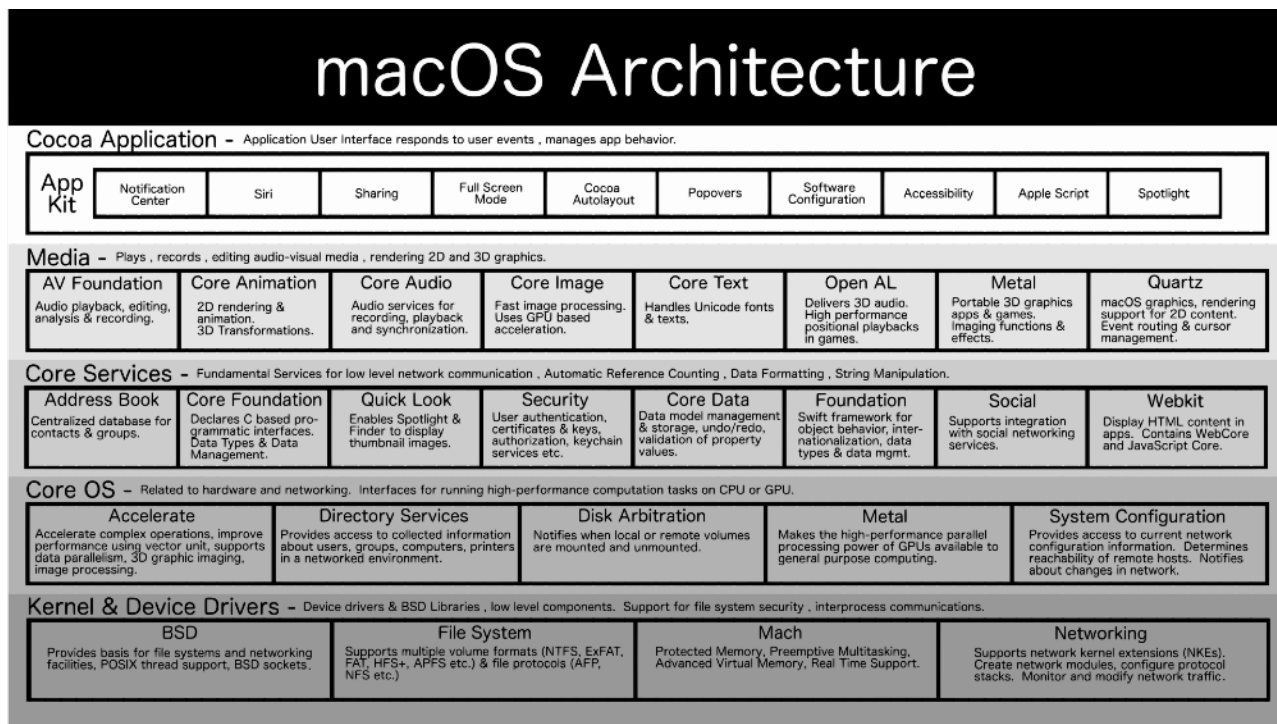 macOS Architecture
Cocoa Application – Application User Interface responds to user events , manages app behavior.
App
Kit
Notification
Center
Siri
Sharing
Full Screen
Mode
Cocoa
Autolayout
Popovers
Software
Configuration
Accessibility
Apple Script
Spotlight
Media – Plays , records , editing audio-visual media , rendering 2D and 3D graphics.
AV Foundation
Audio playback, editing,
analysis & recording.
Core Animation
2D rendering &
animation.
3D Transformations.
Core Audio
Audio services for
recording, playback
and synchronization.
Core Image
Fast image processing.
Uses GPU based
acceleration.
Core Text
Handles Unicode fonts
& texts.
Open AL
Delivers 3D audio.
High performance
positional playbacks
in games.
Metal
Portable 3D graphics
apps & games.
Imaging functions &
effects.
Quartz
macOS graphics, rendering
support for 2D content.
Event routing & cursor
management.
Core Services – Fundamental Services for low level network communication , Automatic Reference Counting , Data Formatting , String Manipulation.
Address Book
Centralized database for
contacts & groups.
Core Foundation
Declares C based pro-
grammatic interfaces.
Data Types & Data
Management.
Quick Look
Enables Spotlight &
Finder to display
thumbnail images.
Security
User authentication,
certificates & keys,
authorization, keychain
services etc.
Core Data
Data model management
& storage, undo/redo,
validation of property
values.
Foundation
Swift framework for
object behavior, inter-
nationalization, data
types & data mgmt.
Social
Supports integration
with social networking
services.
Webkit
Display HTML content in
apps. Contains WebCore
and JavaScript Core.
Core OS – Related to hardware and networking. Interfaces for running high-performance computation tasks on CPU or GPU.
Accelerate
Accelerate complex operations, improve
performance using vector unit, supports
data parallelism, 3D graphic imaging,
image processing.
Directory Services
Provides access to collected information
about users, groups, computers, printers
in a networked environment.
Disk Arbitration
Notifies when local or remote volumes
are mounted and unmounted.
Metal
Makes the high-performance parallel
processing power of GPUs available to
general purpose computing.
System Configuration
Provides access to current network
configuration information. Determines
reachability of remote hosts. Notifies
about changes in network.
Kernel & Device Drivers – Device drivers & BSD Libraries , low level components. Support for file system security , interprocess communications.
BSD
Provides basis for file systems and networking
facilities, POSIX thread support, BSD sockets.
File System
Supports multiple volume formats (NTFS, ExFAT,
FAT, HFS+, APFS etc.) & file protocols (AFP,
NFS etc.)
Mach
Protected Memory, Preemptive Multitasking,
Advanced Virtual Memory, Real Time Support.
Networking
Supports network kernel extensions (NKEs).
Create network modules, configure protocol
stacks. Monitor and modify network traffic.